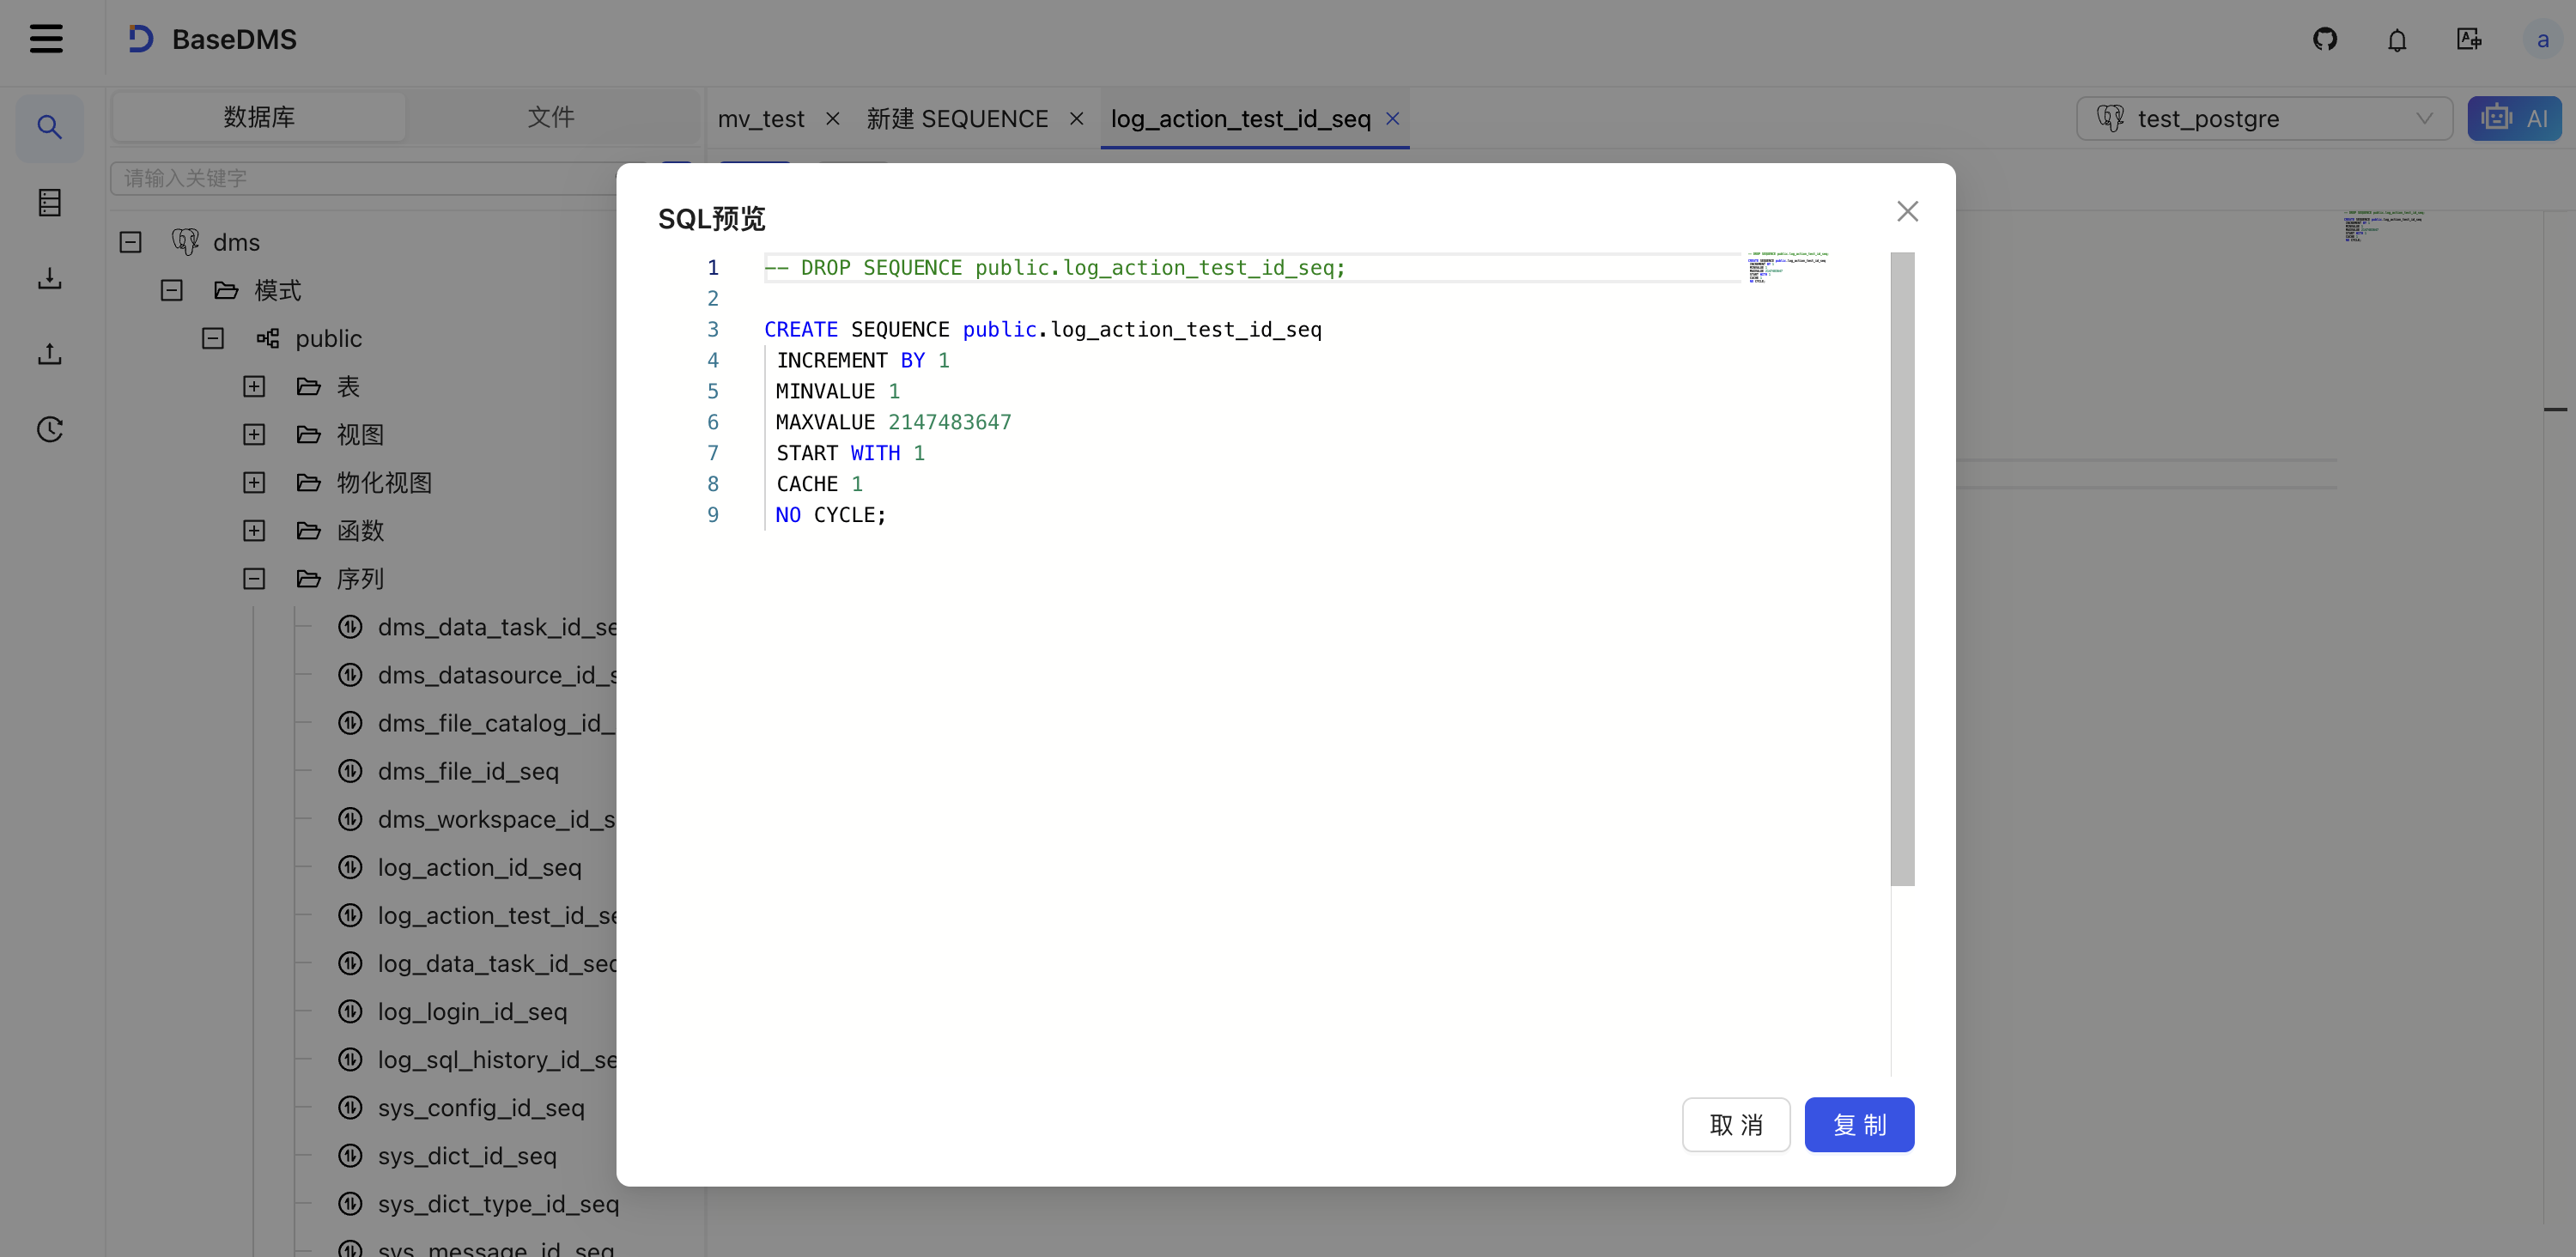 BaseDMS
a
数据库
文件
mv_test
新建 SEQUENCE
log_action_test_id_seq
test_postgre
AI
请输入关键字
dms
模式
public
表
视图
物化视图
函数
序列
dms_data_task_id_se
dms_datasource_id_s
dms_file_catalog_id_
dms_file_id_seq
dms_workspace_id_s
log_action_id_seq
log_action_test_id_se
log_data_task_id_seq
log_login_id_seq
log_sql_history_id_se
sys_config_id_seq
sys_dict_id_seq
sys_dict_type_id_seq
sys_message_id_seq
SQL预览
1 -- DROP SEQUENCE public.log_action_test_id_seq;
2
3 CREATE SEQUENCE public.log_action_test_id_seq
4 INCREMENT BY 1
5 MINVALUE 1
6 MAXVALUE 2147483647
7 START WITH 1
8 CACHE 1
9 NO CYCLE;
取 消
复 制